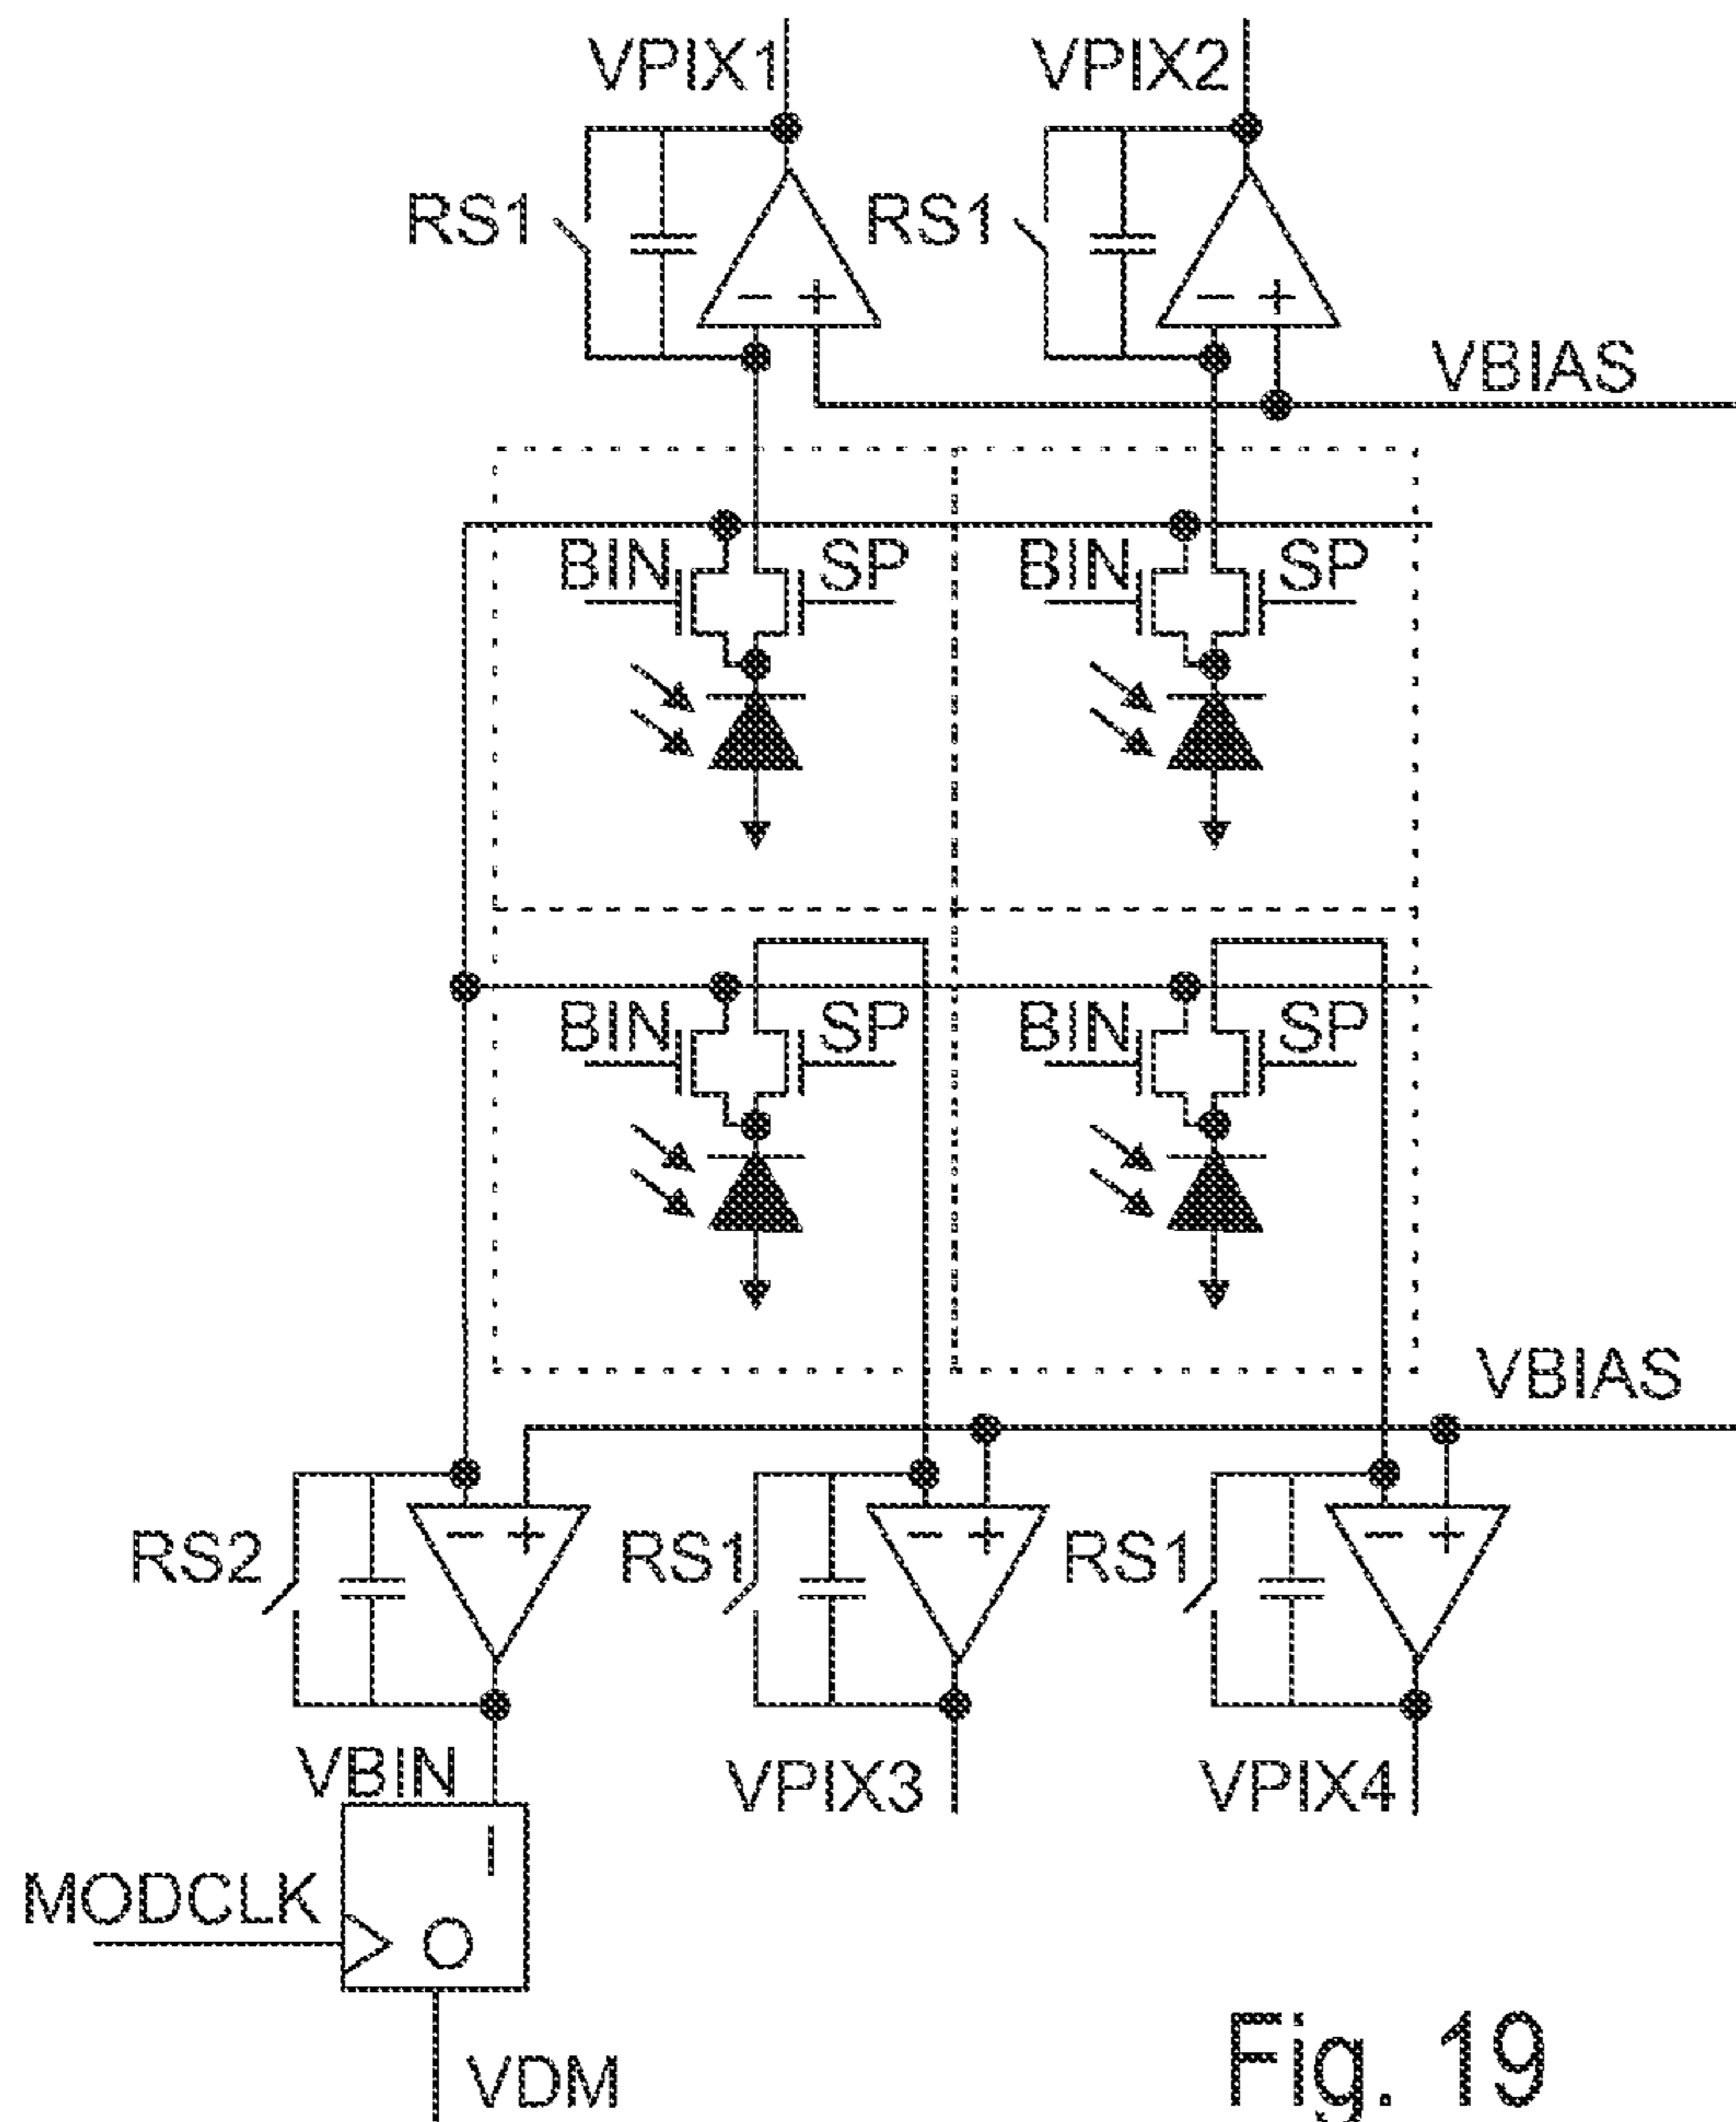 VPIX1 VPIX2
RS1 RS1
− + − +
VBIAS
BIN SP BIN SP
BIN SP BIN SP
VBIAS
− + − + − +
RS2 RS1 RS1
VBIN VPIX3 VPIX4
I
MODCLK O
VDM
Fig. 19